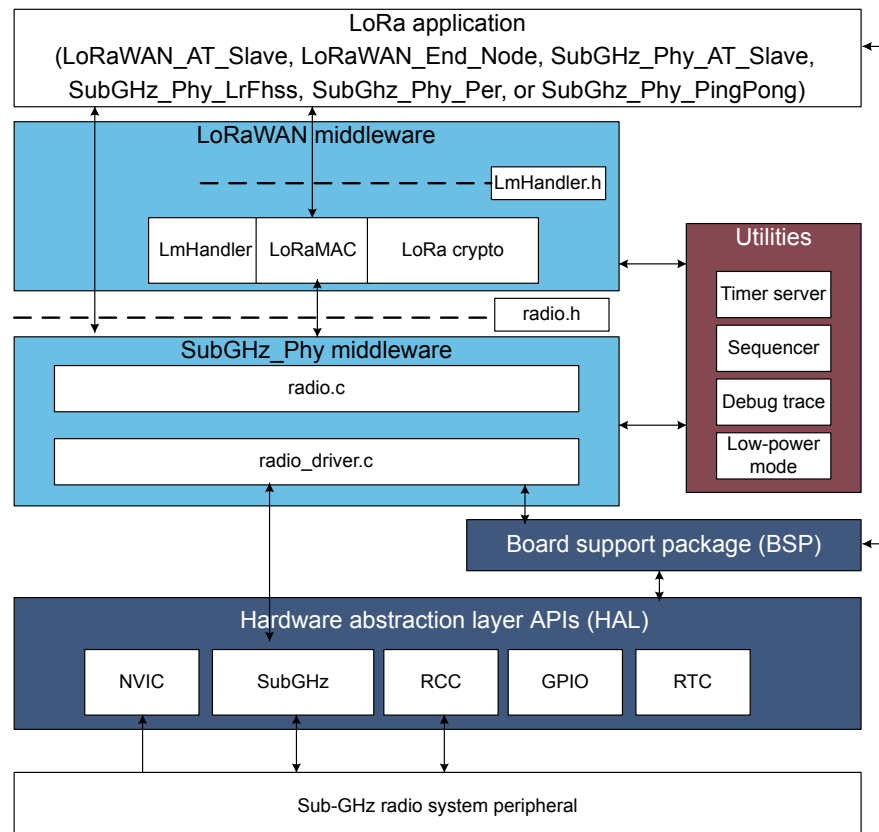 LoRa application
(LoRaWAN_AT_Slave, LoRaWAN_End_Node, SubGHz_Phy_AT_Slave,
SubGHz_Phy_LrFhss, SubGhz_Phy_Per, or SubGhz_Phy_PingPong)
LoRaWAN middleware
LmHandler.h
LmHandler
LoRaMAC
LoRa crypto
Utilities
Timer server
Sequencer
Debug trace
Low-power
mode
radio.h
SubGHz_Phy middleware
radio.c
radio_driver.c
Board support package (BSP)
Hardware abstraction layer APIs (HAL)
NVIC
SubGHz
RCC
GPIO
RTC
Sub-GHz radio system peripheral